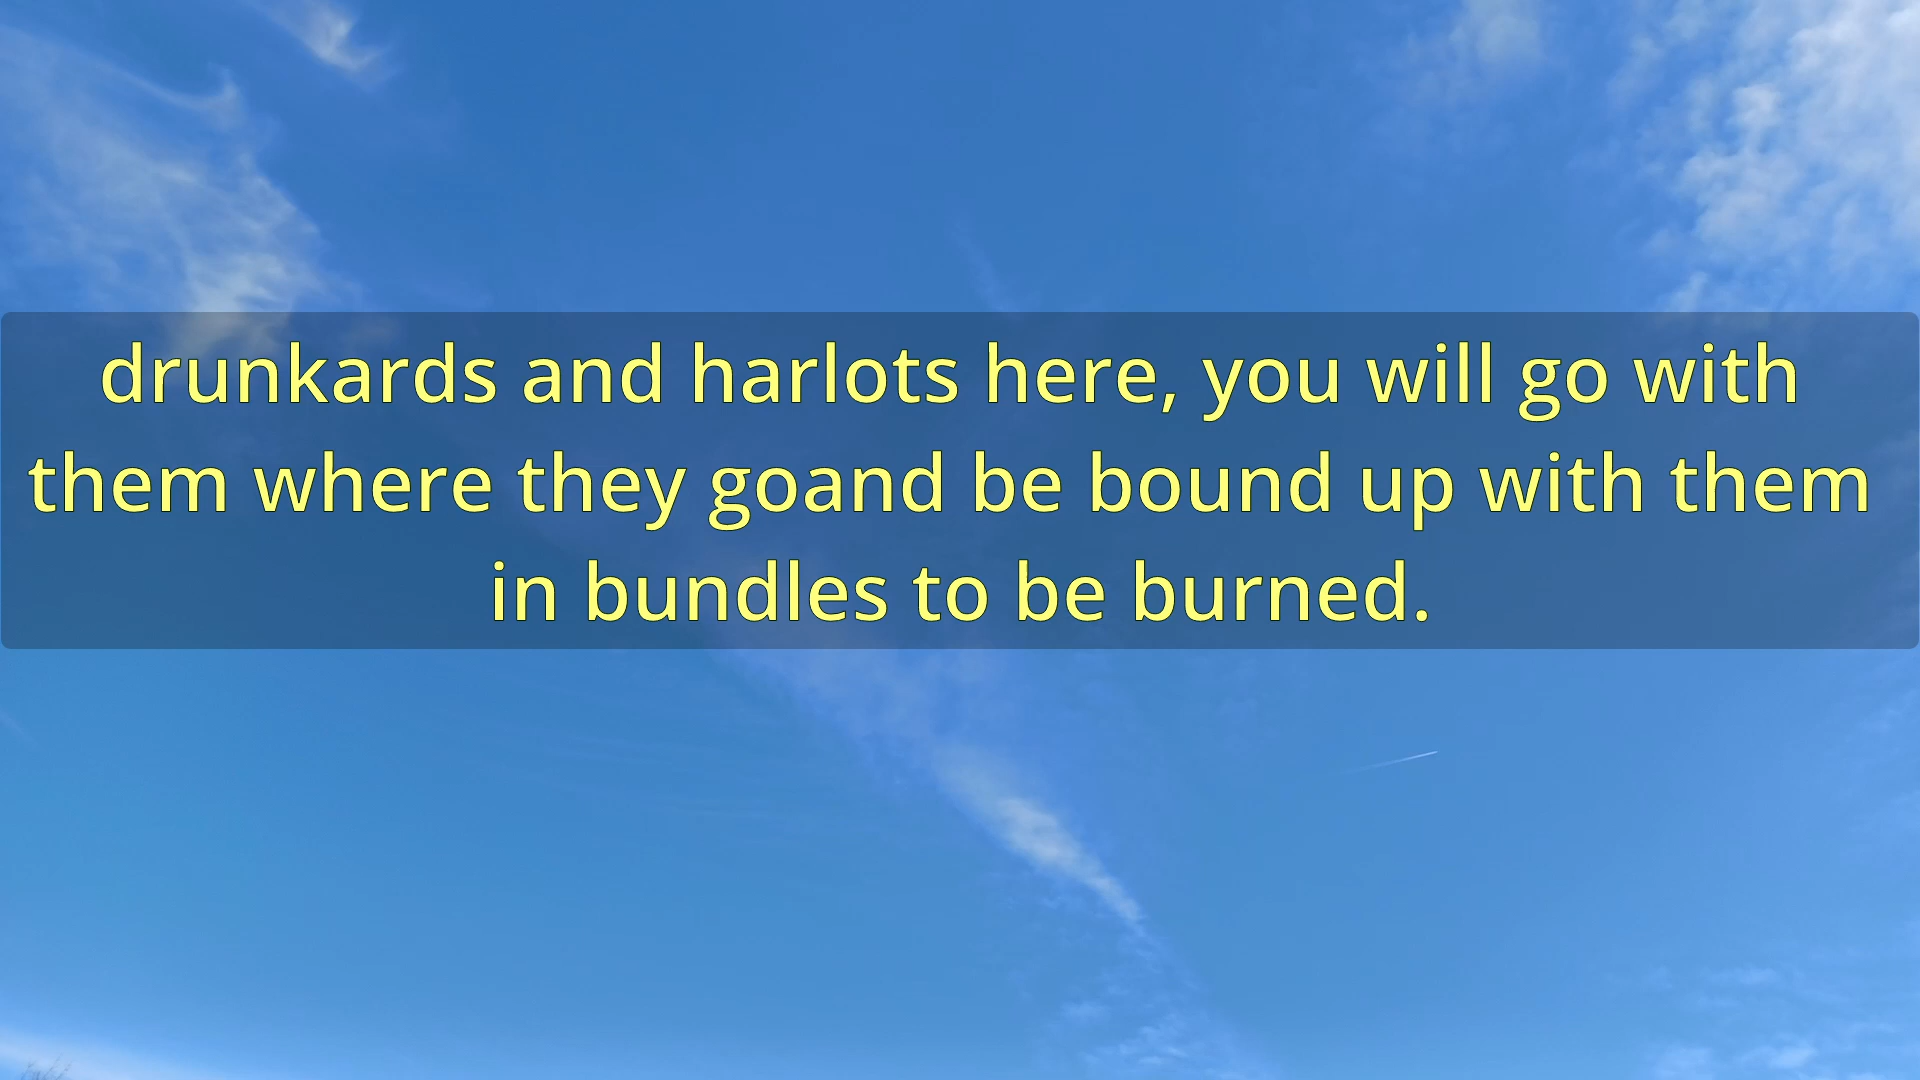 drunkards and harlots here, you will go with
them where they goand be bound up with them
in bundles to be burned.